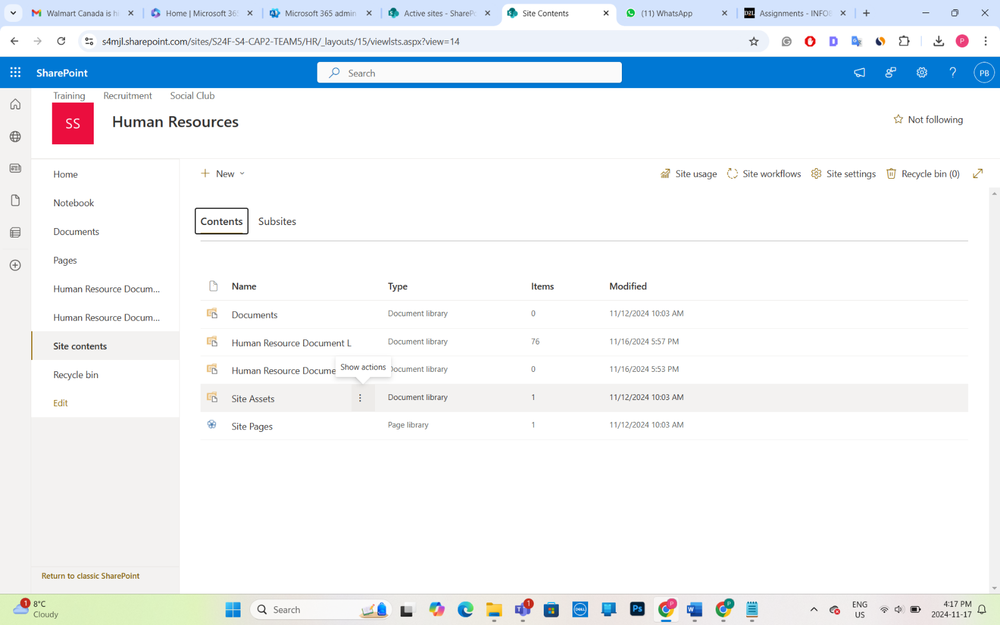 Walmart Canada is hi
Home | Microsoft 365
Microsoft 365 admin
Active sites - SharePo
Site Contents
(11) WhatsApp
D2L
Assignments - INFO8
s4mjl.sharepoint.com/sites/S24F-S4-CAP2-TEAM5/HR/_layouts/15/viewlsts.aspx?view=14
P
SharePoint
Search
PB
Training
Recruitment
Social Club
SS
Human Resources
Not following
Home
Notebook
Documents
Pages
Human Resource Docum...
Human Resource Docum...
Site contents
Recycle bin
Edit
Return to classic SharePoint
New
Site usage
Site workflows
Site settings
Recycle bin (0)
Contents
Subsites
Name Type Items Modified
Documents Document library 0 11/12/2024 10:03 AM
Human Resource Document L Document library 76 11/16/2024 5:57 PM
Show actions
Human Resource Docume ocument library 0 11/16/2024 5:53 PM
Site Assets Document library 1 11/12/2024 10:03 AM
Site Pages Page library 1 11/12/2024 10:03 AM
1
8°C
Cloudy
Search
1
DELL
Ps
P
P
ENG
US
4:17 PM
2024-11-17